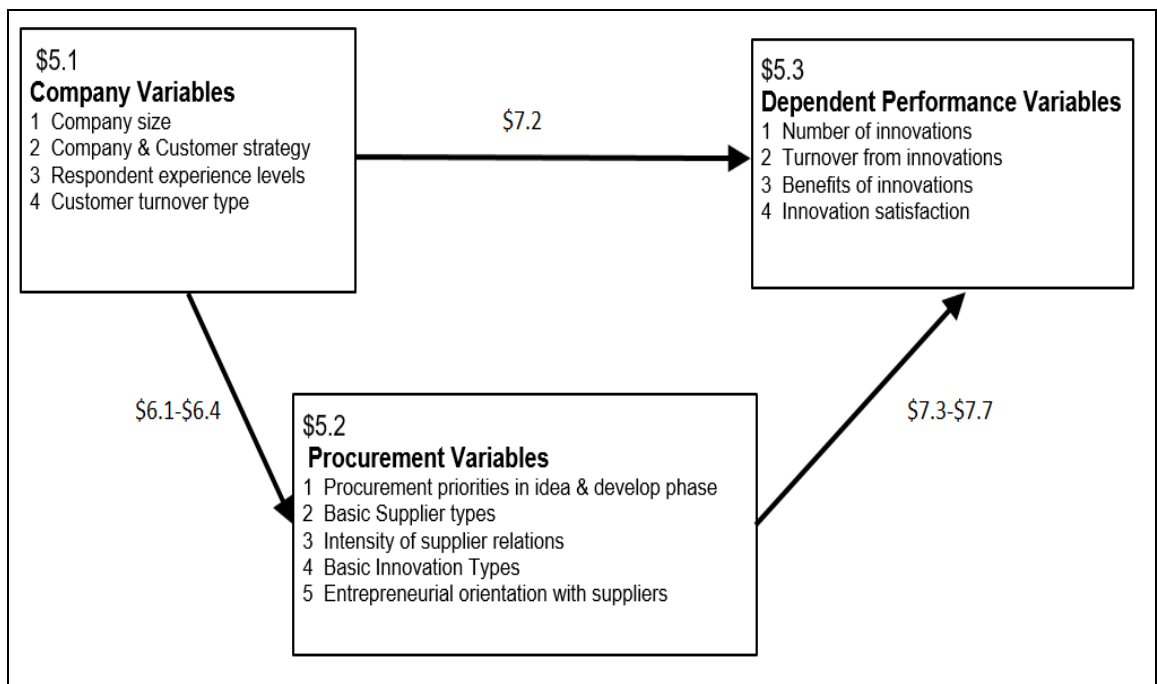 $5.1
Company Variables
1 Company size
2 Company & Customer strategy
3 Respondent experience levels
4 Customer turnover type
$7.2
$5.3
Dependent Performance Variables
1 Number of innovations
2 Turnover from innovations
3 Benefits of innovations
4 Innovation satisfaction
$6.1-$6.4
$5.2
Procurement Variables
1 Procurement priorities in idea & develop phase
2 Basic Supplier types
3 Intensity of supplier relations
4 Basic Innovation Types
5 Entrepreneurial orientation with suppliers
$7.3-$7.7